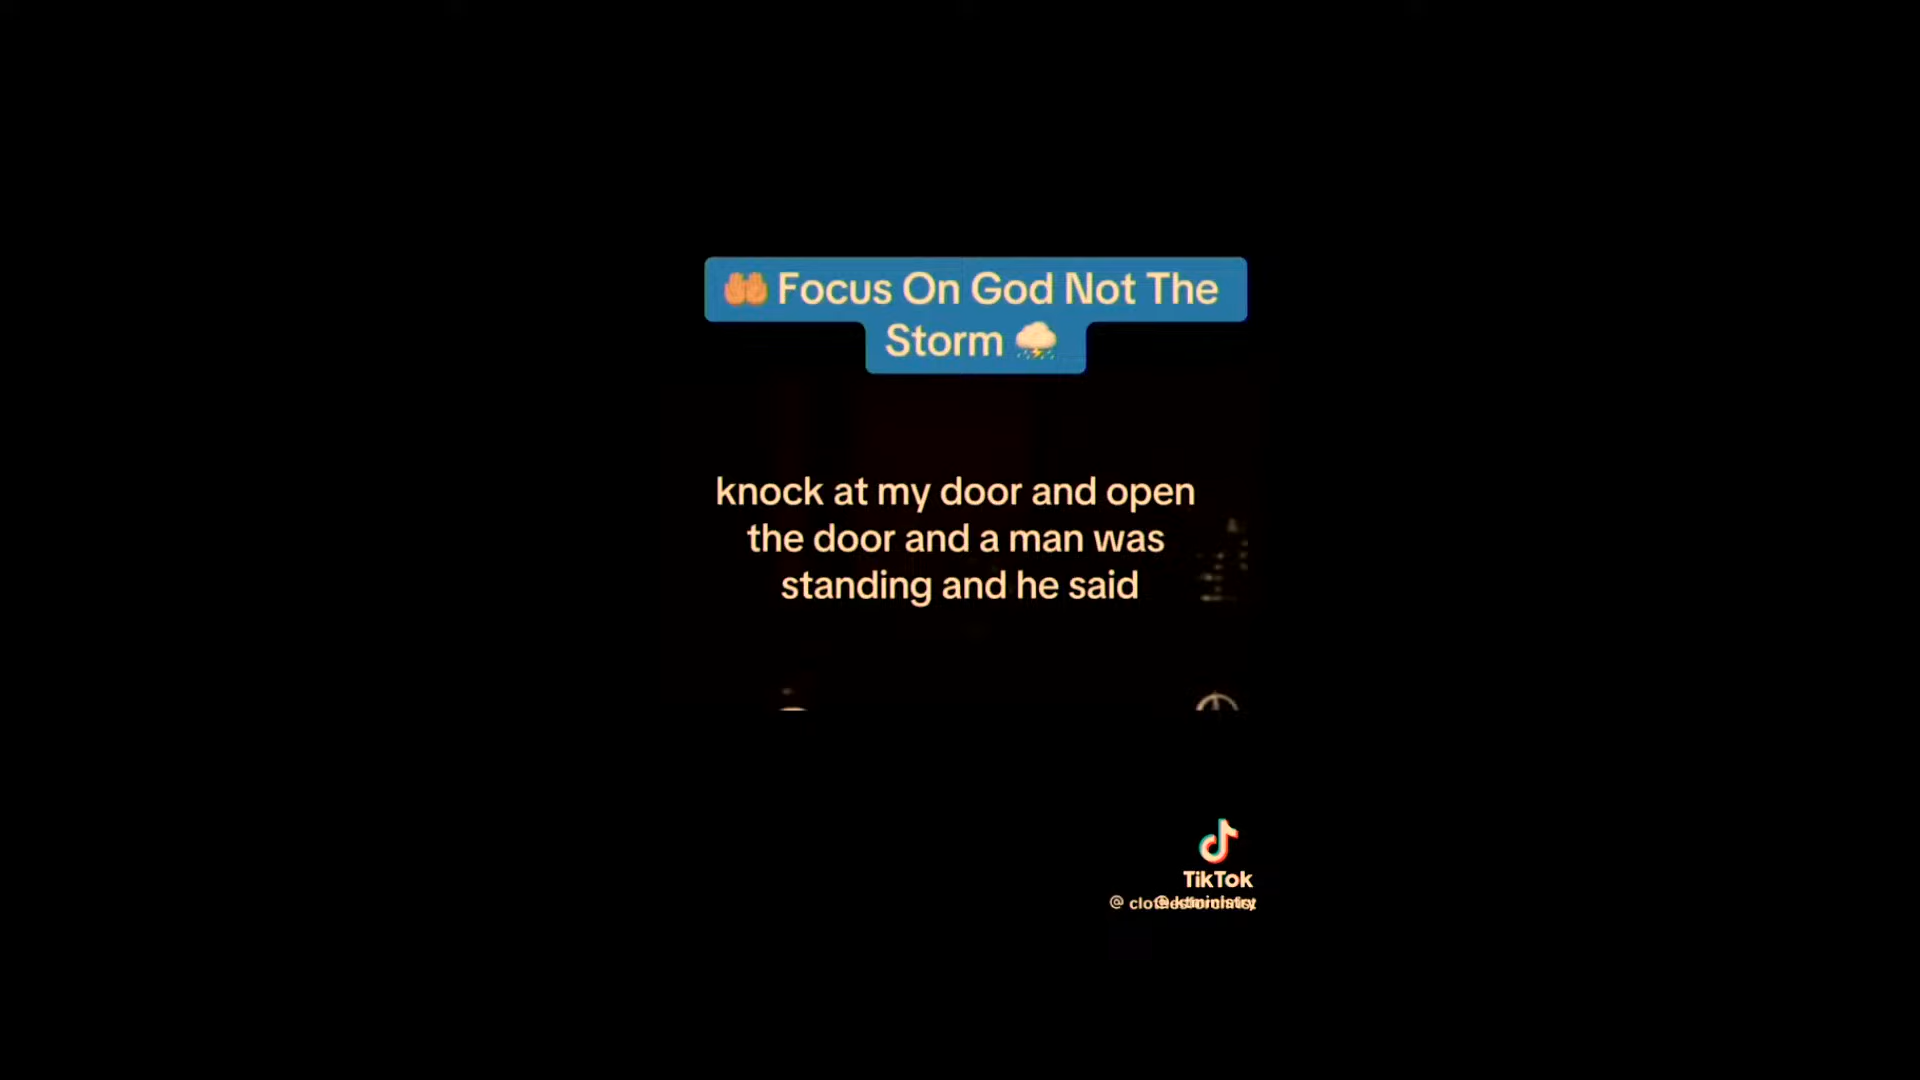 🤲🏽 Focus On God Not The
Storm ⛈️
knock at my door and open
the door and a man was
standing and he said
TikTok